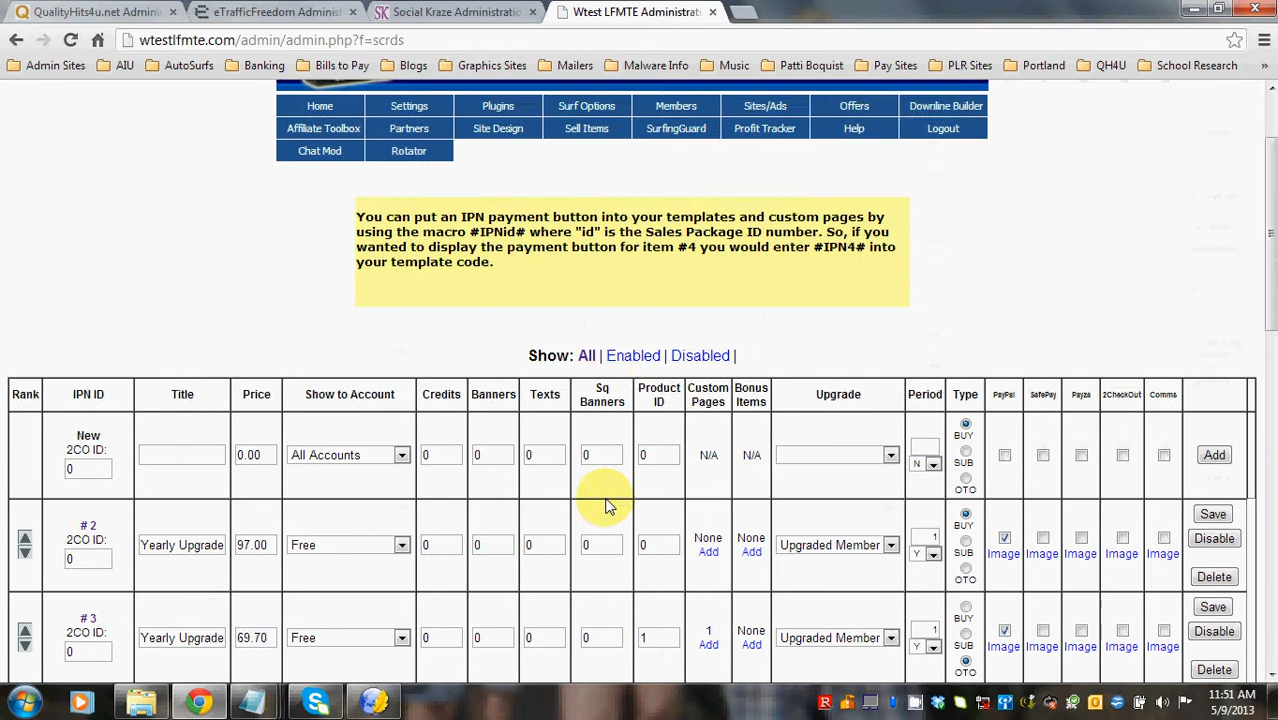 QualityHits4u.net Admini
eTrafficFreedom Administ
Social Kraze Administratio
Wtest LFMTE Administrati
wtestlfmte.com/admin/admin.php?f=scrds
Admin Sites AIU AutoSurfs Banking Bills to Pay Blogs Graphics Sites Mailers Malware Info Music Patti Boquist Pay Sites PLR Sites Portland QH4U School Research »
Home Settings Plugins Surf Options Members Sites/Ads Offers Downline Builder
Affiliate Toolbox Partners Site Design Sell Items SurfingGuard Profit Tracker Help Logout
Chat Mod Rotator
You can put an IPN payment button into your templates and custom pages by
using the macro #IPNid# where "id" is the Sales Package ID number. So, if you
wanted to display the payment button for item #4 you would enter #IPN4# into
your template code.
Show: All | Enabled | Disabled |
Rank IPN ID Title Price Show to Account Credits Banners Texts Sq Banners Product ID Custom Pages Bonus Items Upgrade Period Type PayPal SafePay Payza 2CheckOut Comms
New
2CO ID:
0 0.00 All Accounts 0 0 0 0 0 N/A N/A N BUY SUB OTO Add
# 2
2CO ID:
0 Yearly Upgrade 97.00 Free 0 0 0 0 0 None Add None Add Upgraded Member 1 Y BUY SUB OTO Image Image Image Image Image Save Disable Delete
# 3
2CO ID:
0 Yearly Upgrade 69.70 Free 0 0 0 0 1 1 Add None Add Upgraded Member 1 Y BUY SUB OTO Image Image Image Image Image Save Disable Delete
11:51 AM
5/9/2013